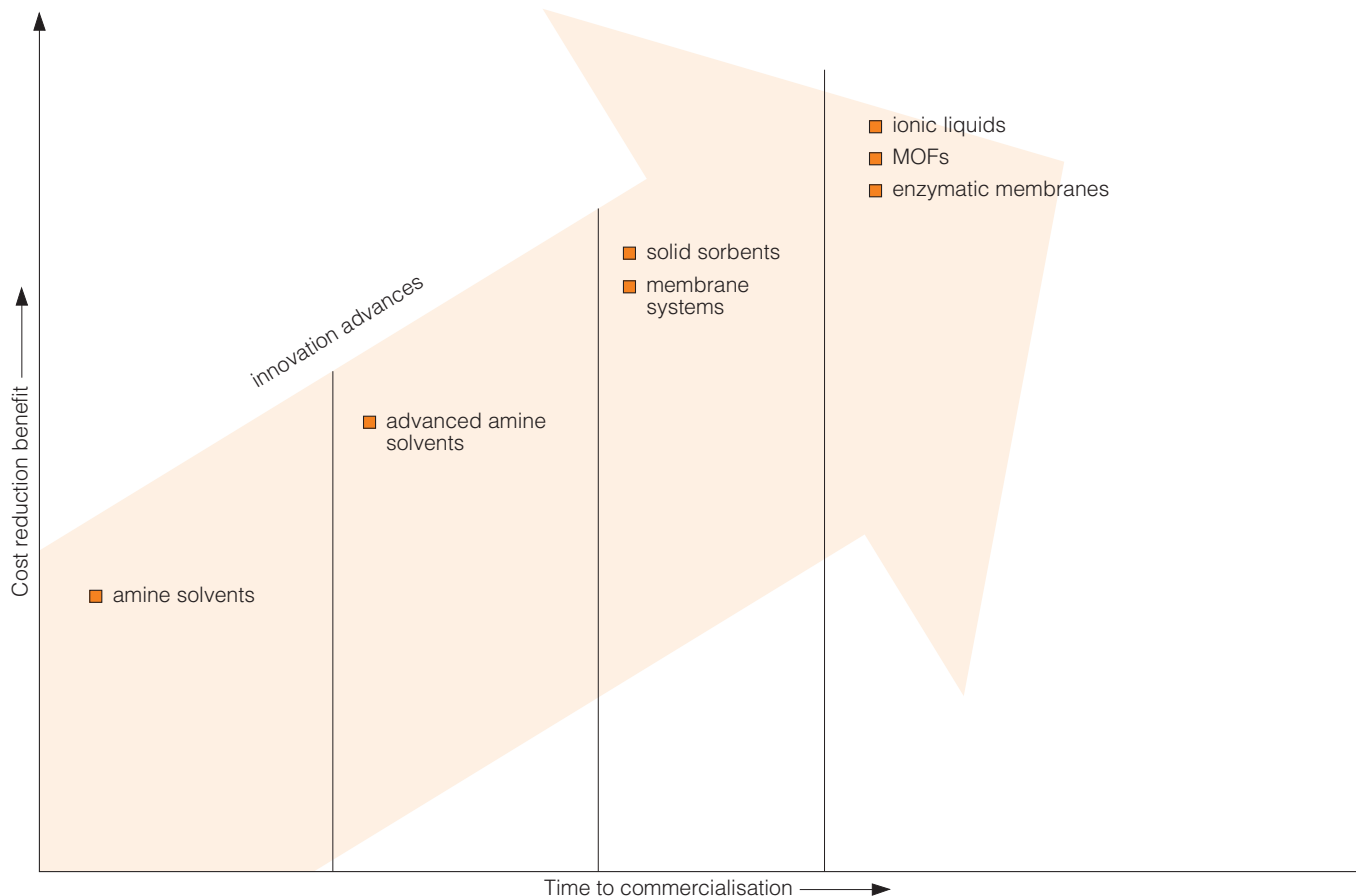 ionic liquids
MOFs
enzymatic membranes
solid sorbents
membrane
systems
innovation advances
advanced amine
solvents
Cost reduction benefit
amine solvents
Time to commercialisation